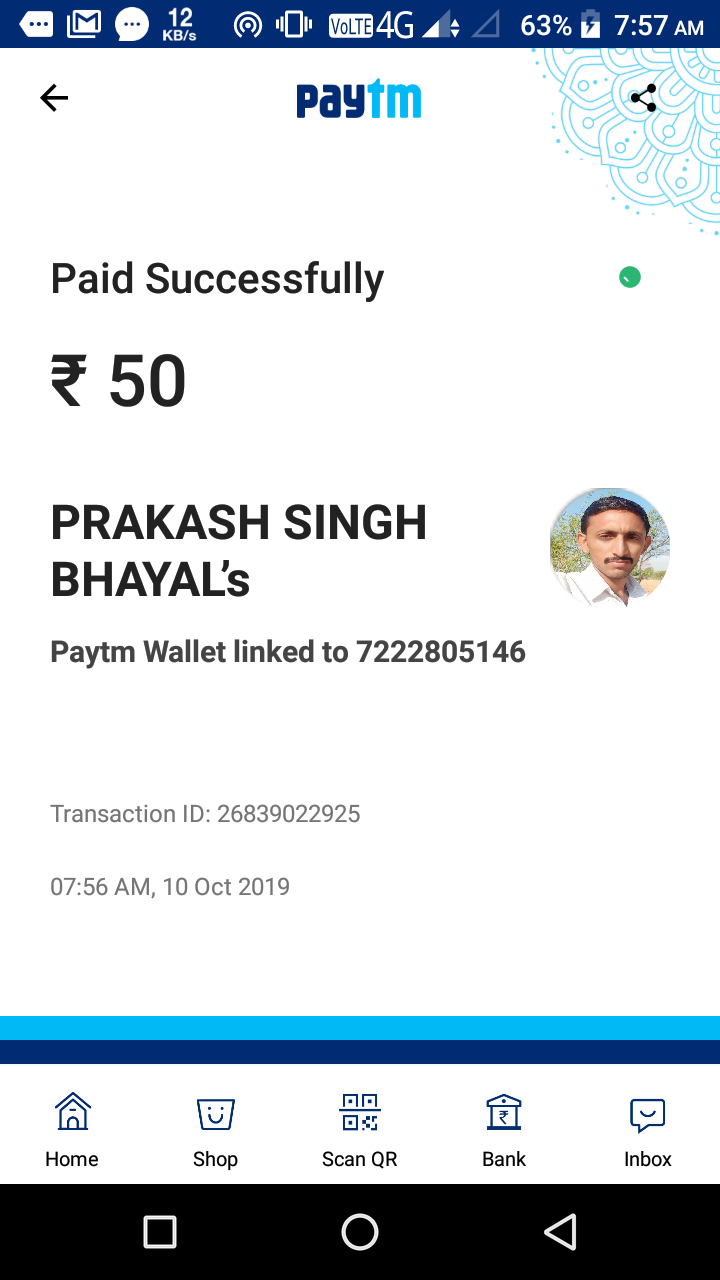 12
KB/s
VoLTE 4G
63%
7:57 AM
paytm
Paid Successfully
₹ 50
PRAKASH SINGH
BHAYAL’s
Paytm Wallet linked to 7222805146
Transaction ID: 26839022925
07:56 AM, 10 Oct 2019
Home
Shop
Scan QR
Bank
Inbox